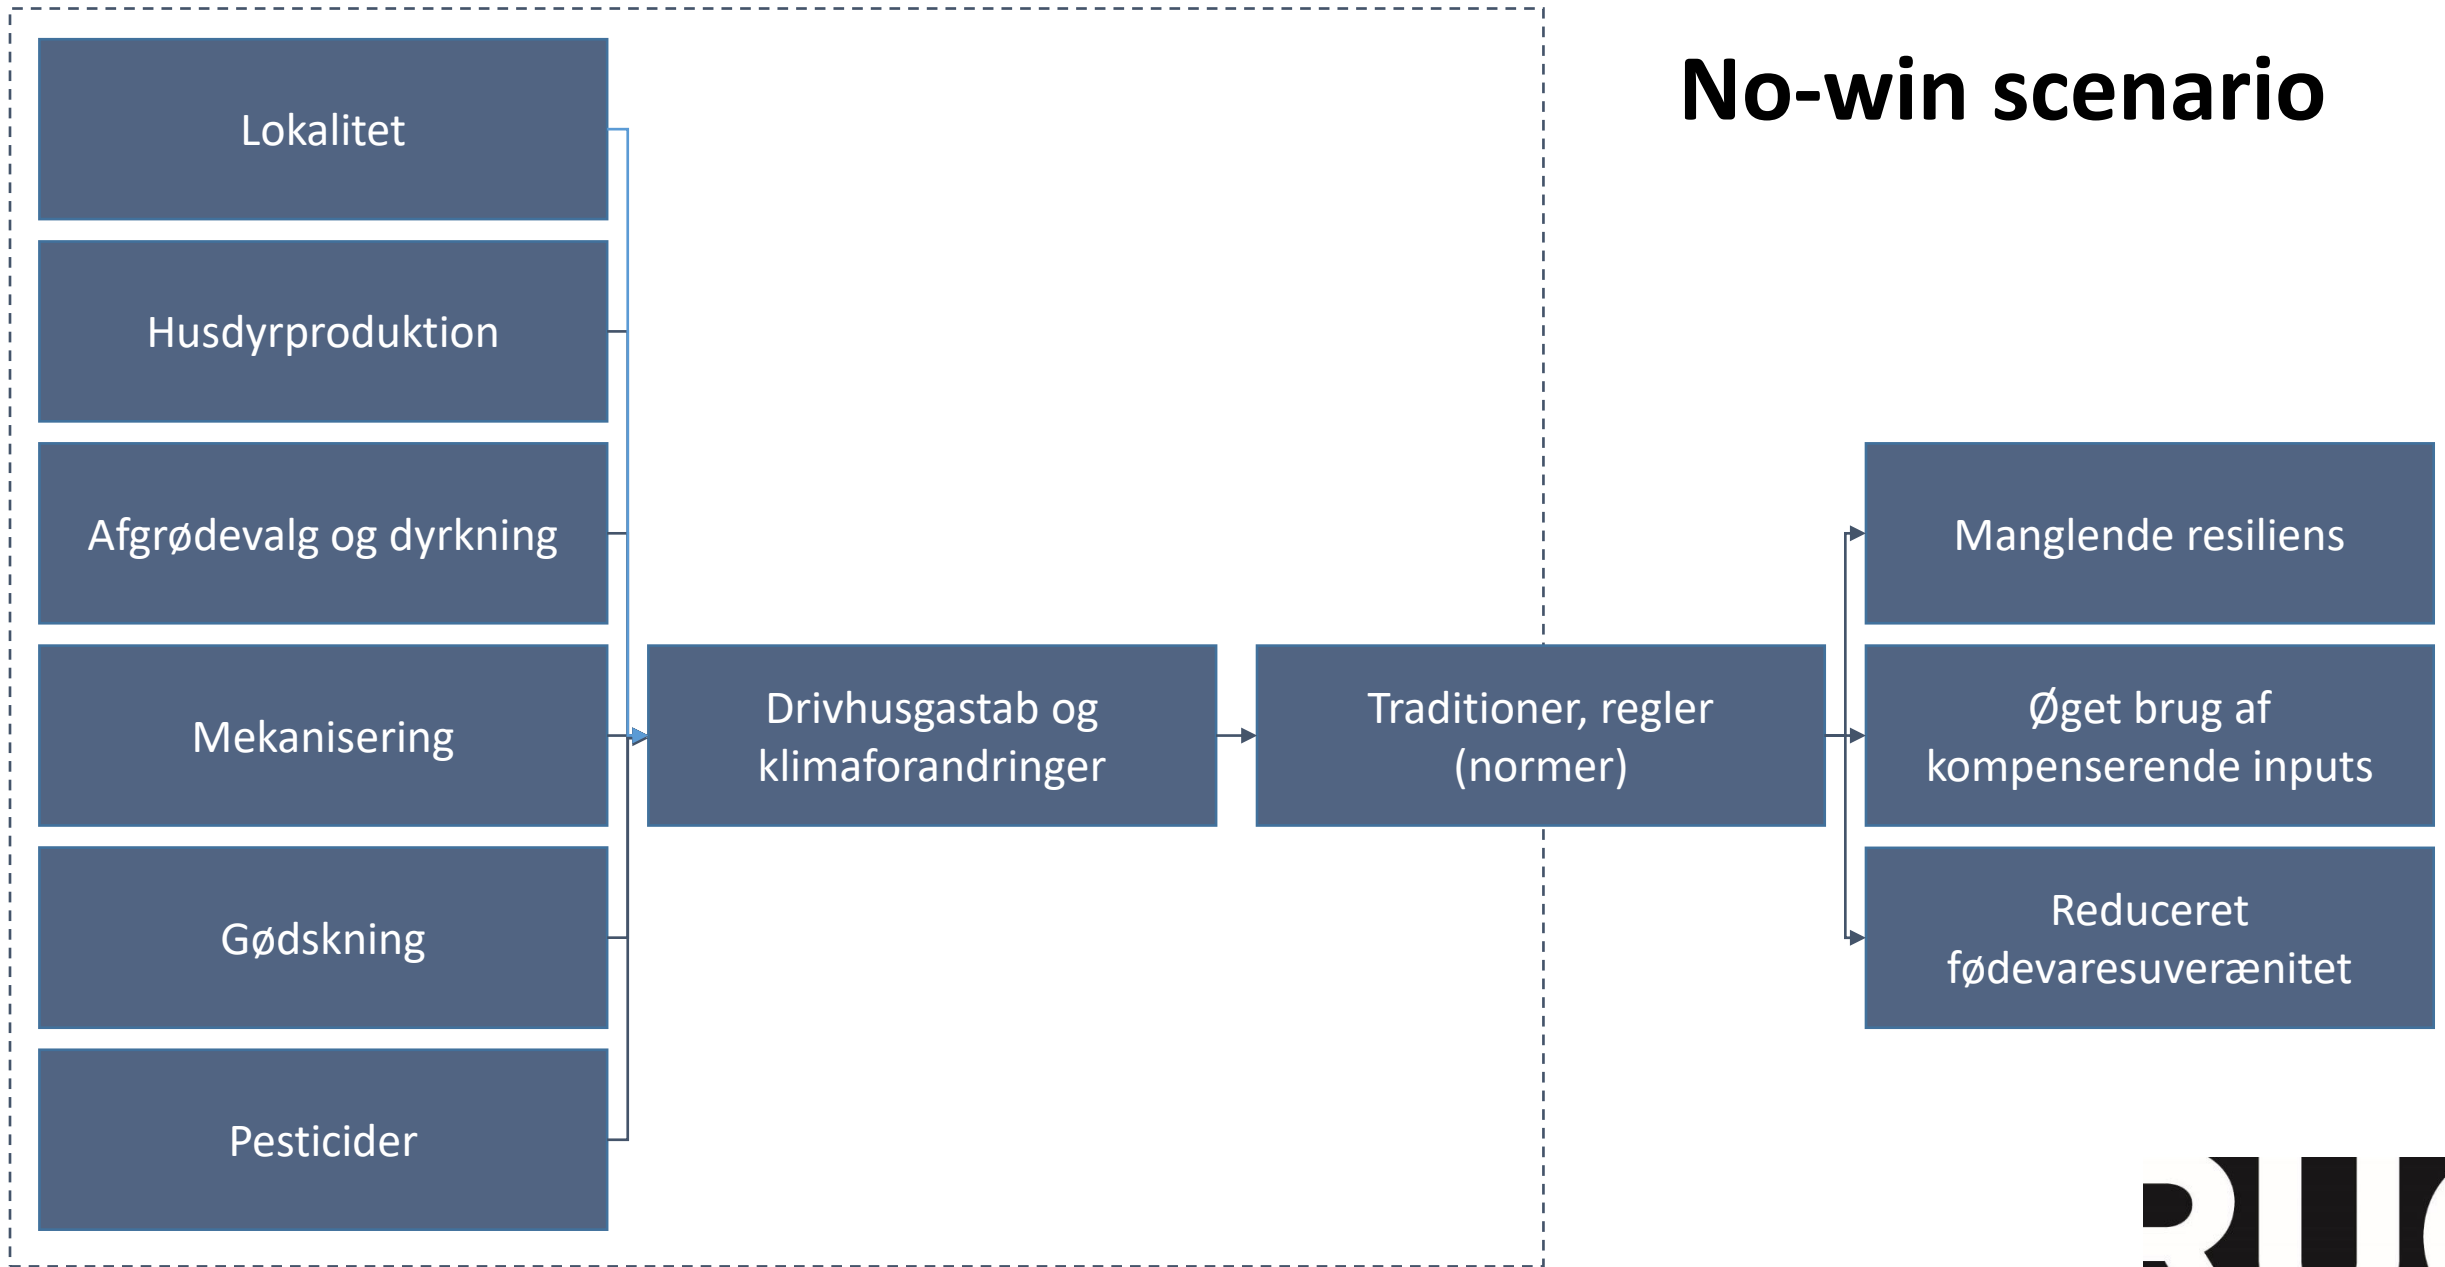 No-win scenario
Lokalitet
Husdyrproduktion
Afgrødevalg og dyrkning
Mekanisering
Gødskning
Pesticider
Drivhusgastab og
klimaforandringer
Traditioner, regler
(normer)
Manglende resiliens
Øget brug af
kompenserende inputs
Reduceret
fødevaresuverænitet